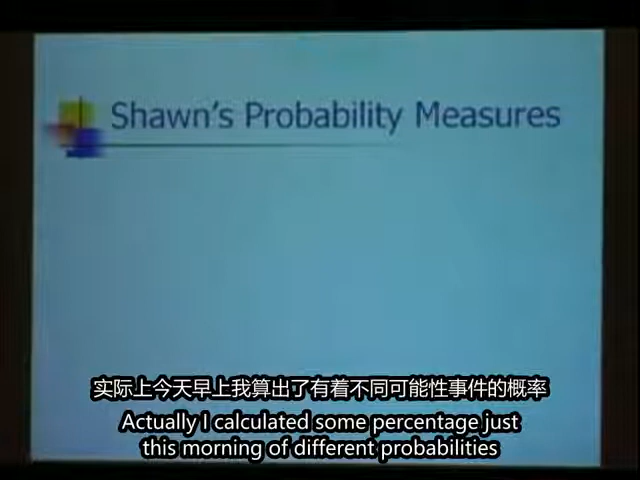 Shawn's Probability Measures
实际上今天早上我算出了有着不同可能性事件的概率
Actually I calculated some percentage just
this morning of different probabilities